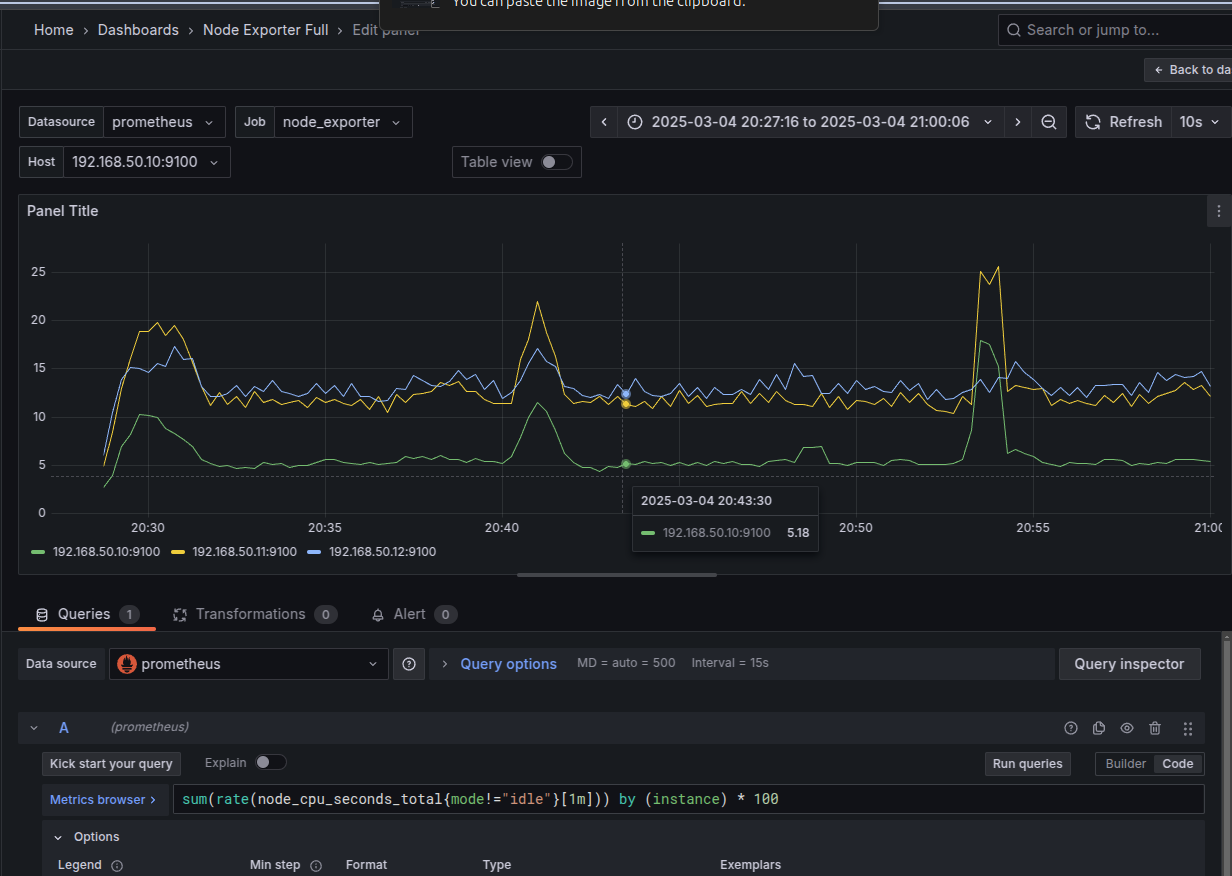 You can paste the image from the clipboard.
Home › Dashboards › Node Exporter Full › Edit panel
Search or jump to...
← Back to da
Datasource prometheus Job node_exporter
2025-03-04 20:27:16 to 2025-03-04 21:00:06
Refresh 10s
Host 192.168.50.10:9100
Table view
Panel Title
25
20
15
10
5
0
20:30 20:35 20:40 20:50 20:55 21:00
2025-03-04 20:43:30
192.168.50.10:9100 5.18
192.168.50.10:9100 192.168.50.11:9100 192.168.50.12:9100
Queries 1 Transformations 0 Alert 0
Data source prometheus
Query options MD = auto = 500 Interval = 15s
Query inspector
A (prometheus)
Kick start your query Explain Run queries Builder Code
Metrics browser › sum(rate(node_cpu_seconds_total{mode!="idle"}[1m])) by (instance) * 100
Options
Legend Min step Format Type Exemplars